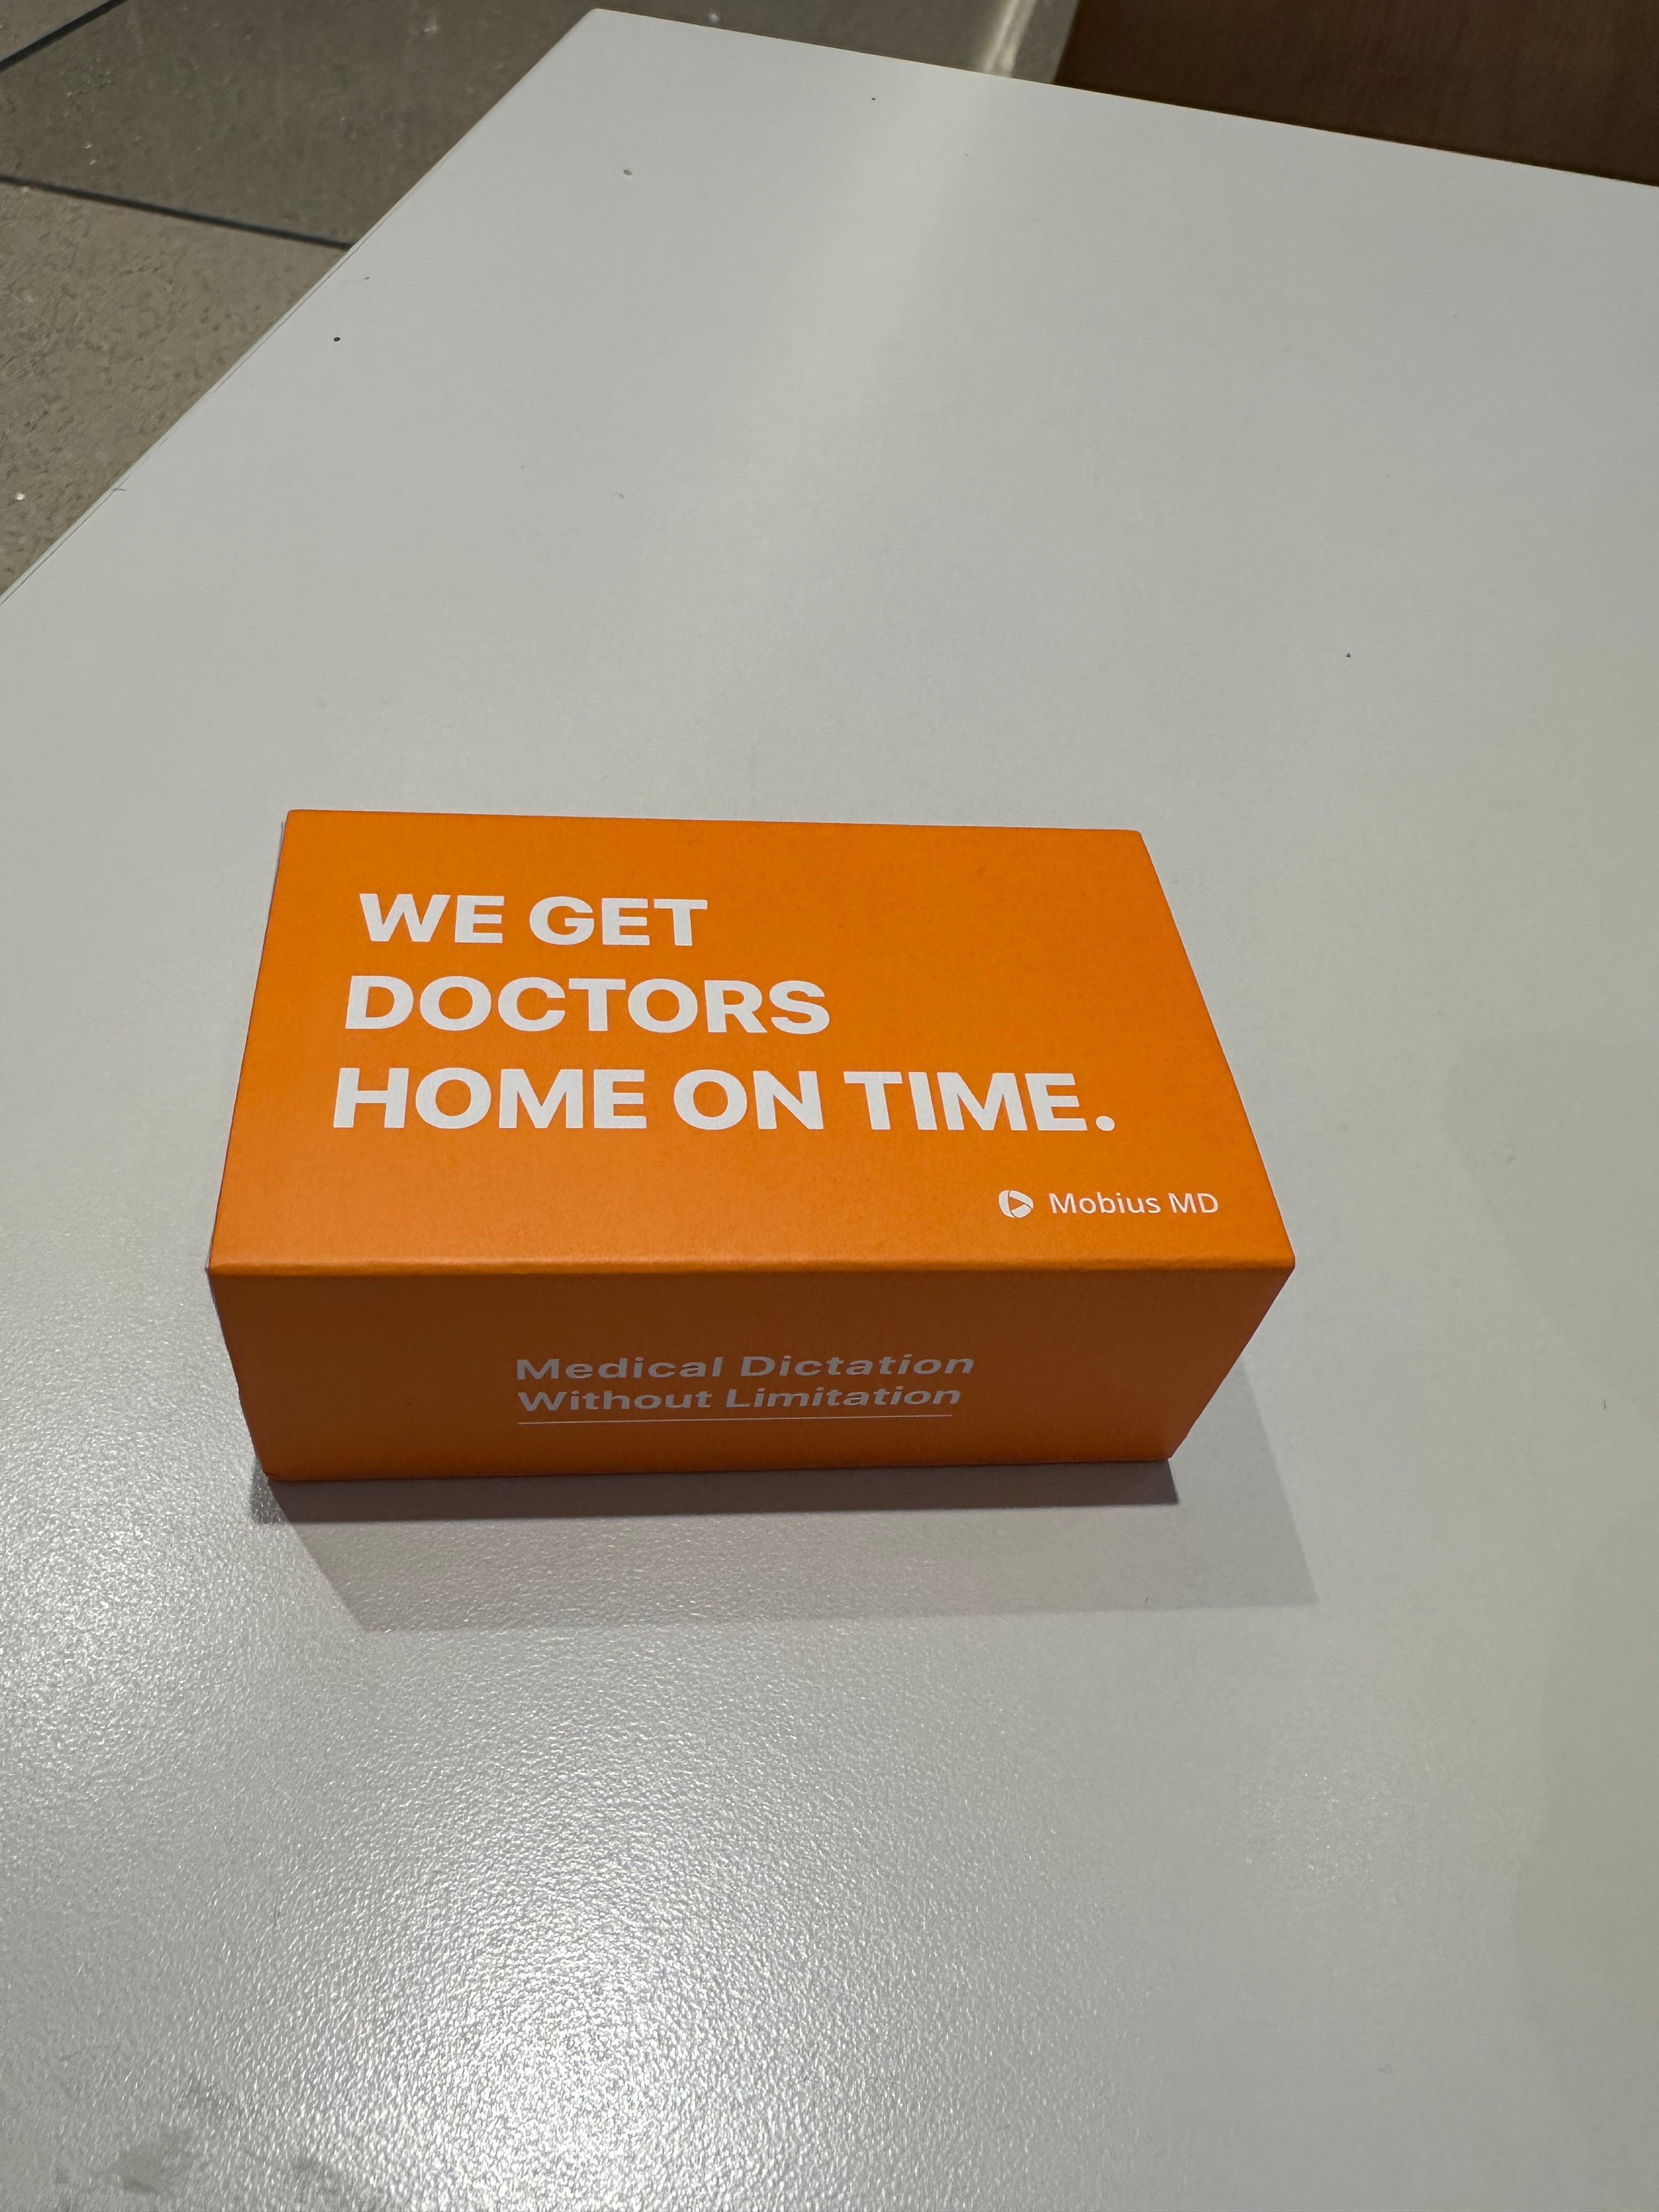 WE GET
DOCTORS
HOME ON TIME.
Mobius MD
Medical Dictation
Without Limitation